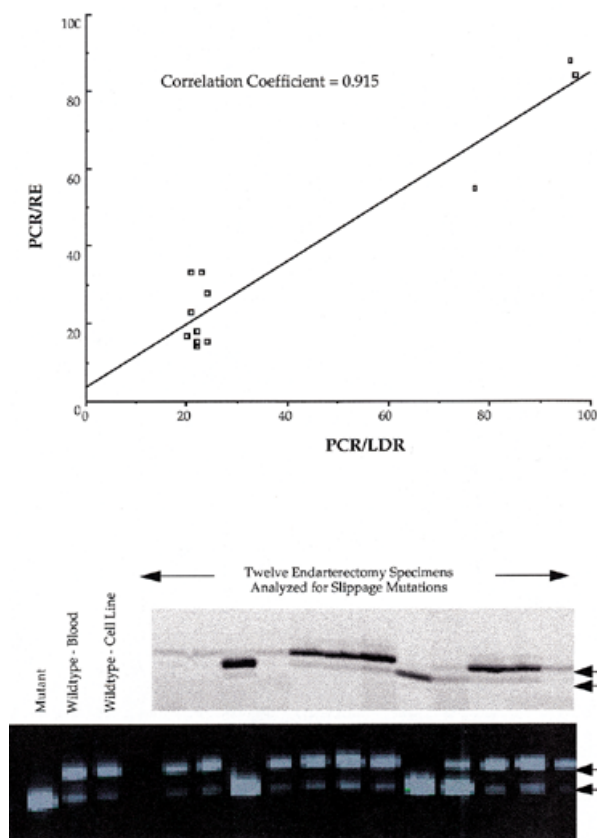 100
Correlation Coefficient = 0.915
80
60
PCR/RE
40
20
0
0 20 40 60 80 100
PCR/LDR
Twelve Endarterectomy Specimens
Analyzed for Slippage Mutations
Mutant
Wildtype - Blood
Wildtype - Cell Line